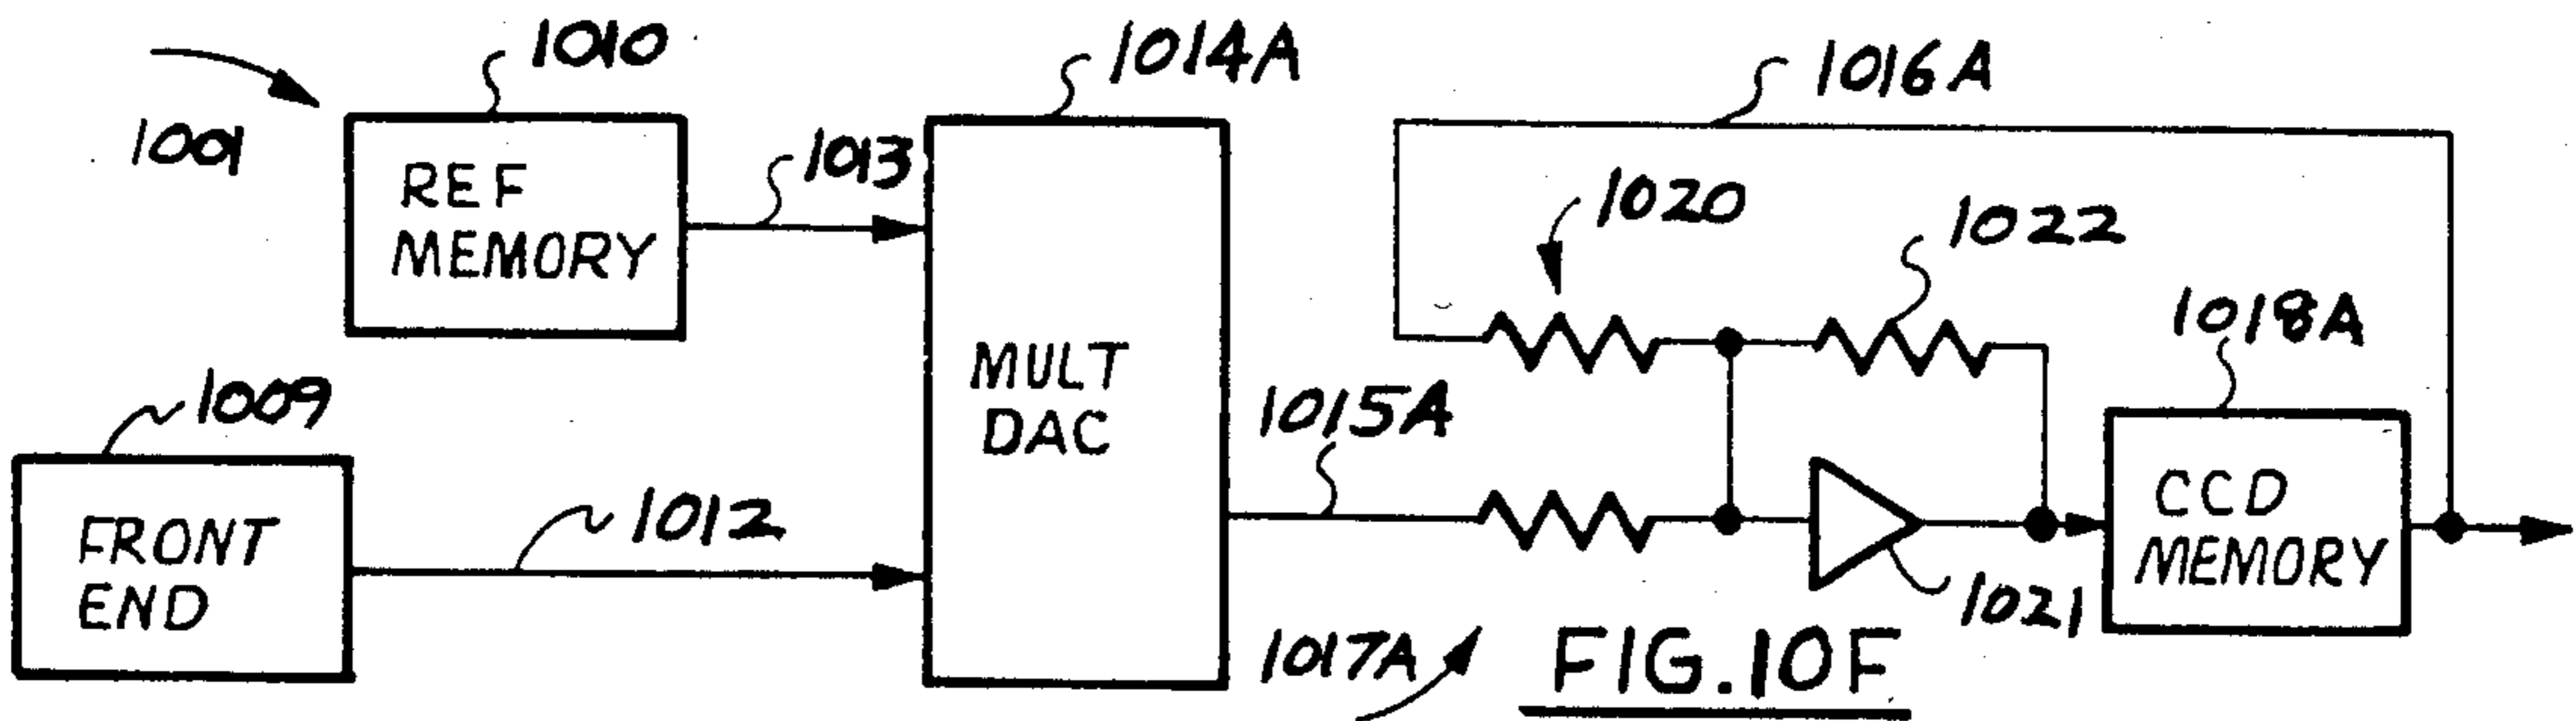 1001
1010
REF
MEMORY
1013
1014A
MULT
DAC
1009
FRONT
END
1012
1015A
1016A
1020
1022
1021
1018A
CCD
MEMORY
1017A
FIG.10F